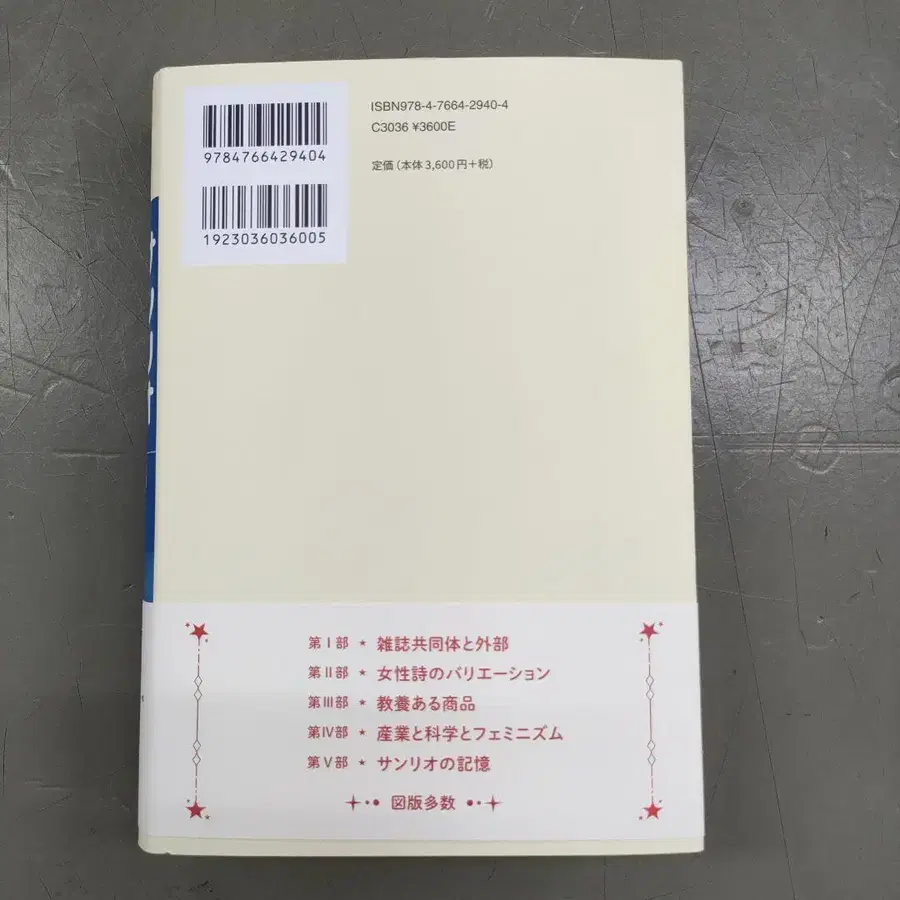 ISBN978-4-7664-2940-4
C3036 ¥3600E
定価（本体3,600円＋税）
9784766429404
1923036036005
第Ⅰ部 ★ 雑誌共同体と外部
第Ⅱ部 ★ 女性詩のバリエーション
第Ⅲ部 ★ 教養ある商品
第Ⅳ部 ★ 産業と科学とフェミニズム
第Ⅴ部 ★ サンリオの記憶
図版多数